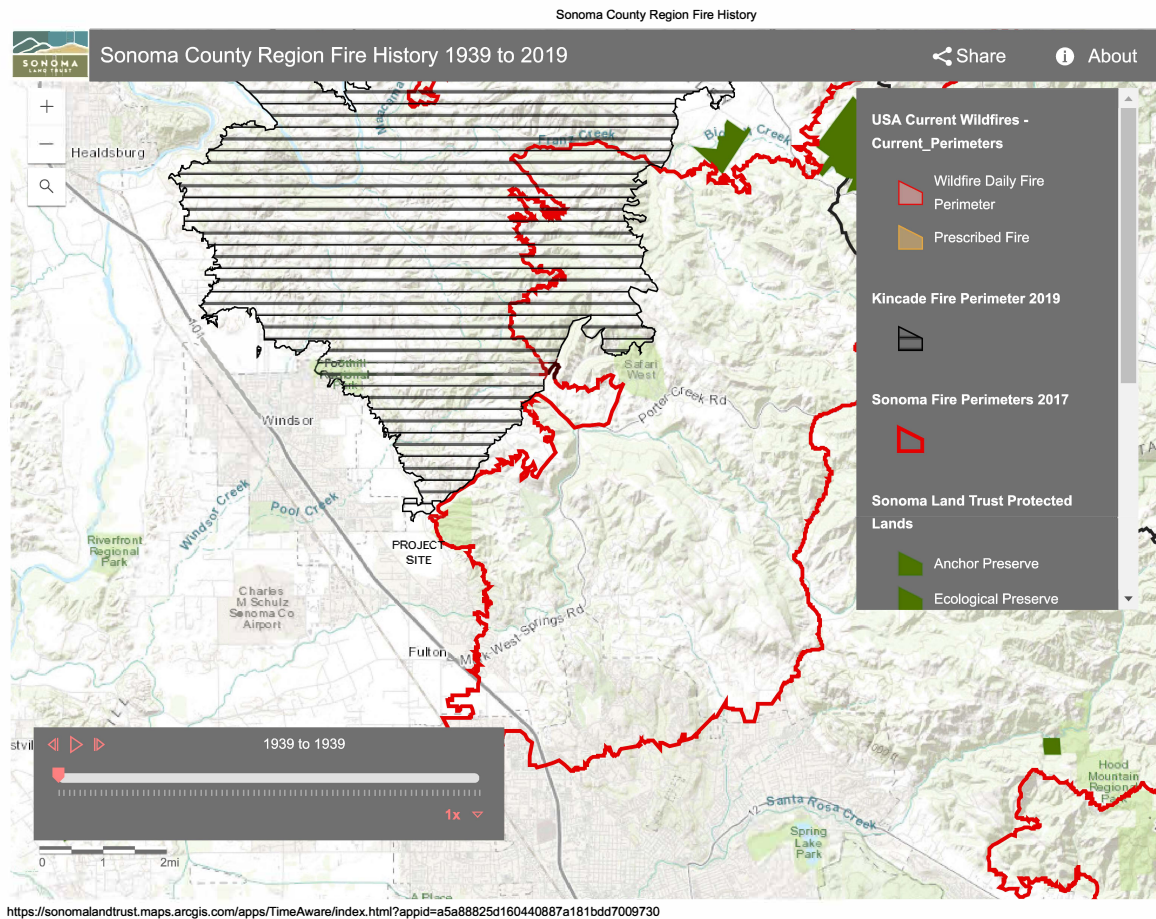 Sonoma County Region Fire History
SONOMA
LAND TRUST
Sonoma County Region Fire History 1939 to 2019
Share
About
+
−
Healdsburg
Maacama
Franz Creek
Creek
USA Current Wildfires -
Current_Perimeters
Wildfire Daily Fire
Perimeter
Prescribed Fire
Kincade Fire Perimeter 2019
Sonoma Fire Perimeters 2017
Sonoma Land Trust Protected
Lands
Anchor Preserve
Ecological Preserve
101
Foothill
Regional
Park
Safari
West
Porter Creek Rd
Windsor
Windsor Creek
Pool Creek
Riverfront
Regional
Park
PROJECT
SITE
Charles
M Schulz
Sonoma Co
Airport
Fulton
Mark-West-Springs Rd
1939 to 1939
1x
0 1 2mi
Hood
Mountain
Regional
Park
12
Santa Rosa Creek
Spring
Lake
Park
A Place
https://sonomalandtrust.maps.arcgis.com/apps/TimeAware/index.html?appid=a5a88825d160440887a181bdd7009730